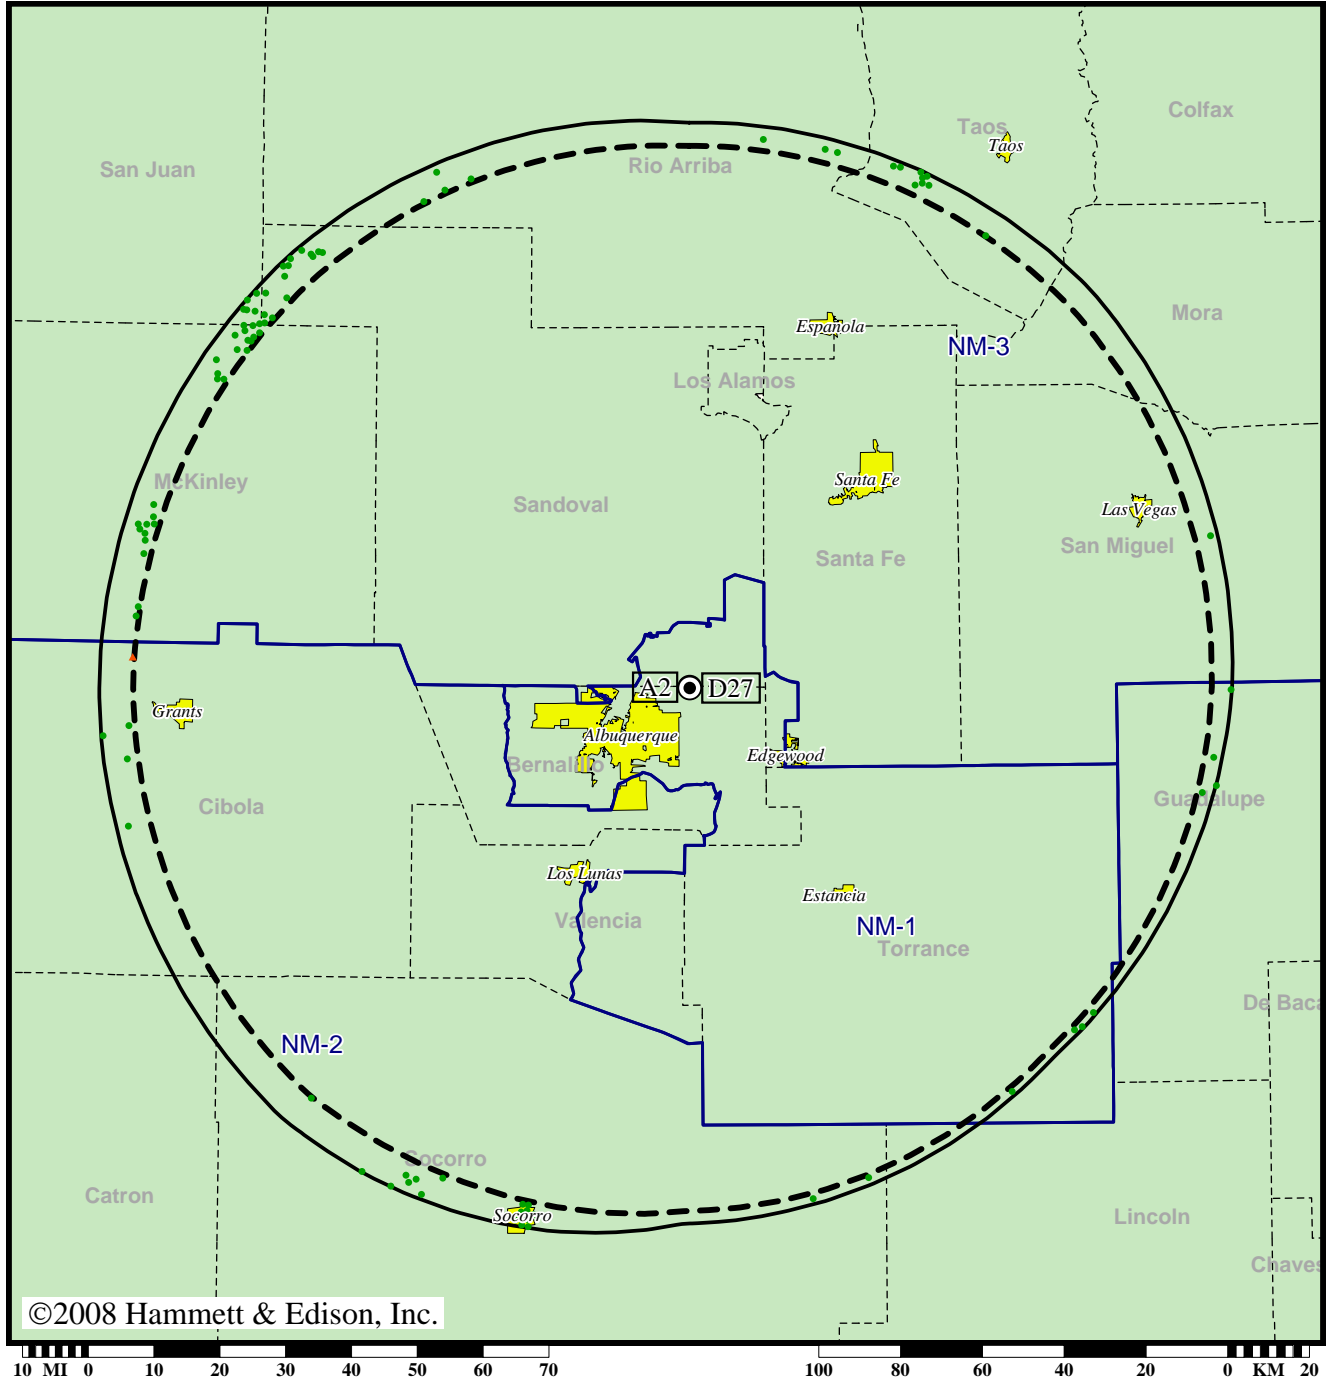 Colfax
Taos
Taos
San Juan
Rio Arriba
Mora
Española
NM-3
Los Alamos
McKinley
Santa Fe
Sandoval
Las Vegas
San Miguel
Santa Fe
A2 D27
Grants
Albuquerque
Edgewood
Bernalillo
Cibola
Guadalupe
Los Lunas
Estancia
Valencia
NM-1
Torrance
De Baca
NM-2
Socorro
Catron
Socorro
Lincoln
Chaves
©2008 Hammett & Edison, Inc.
10 MI 0 10 20 30 40 50 60 70 100 80 60 40 20 0 KM 20